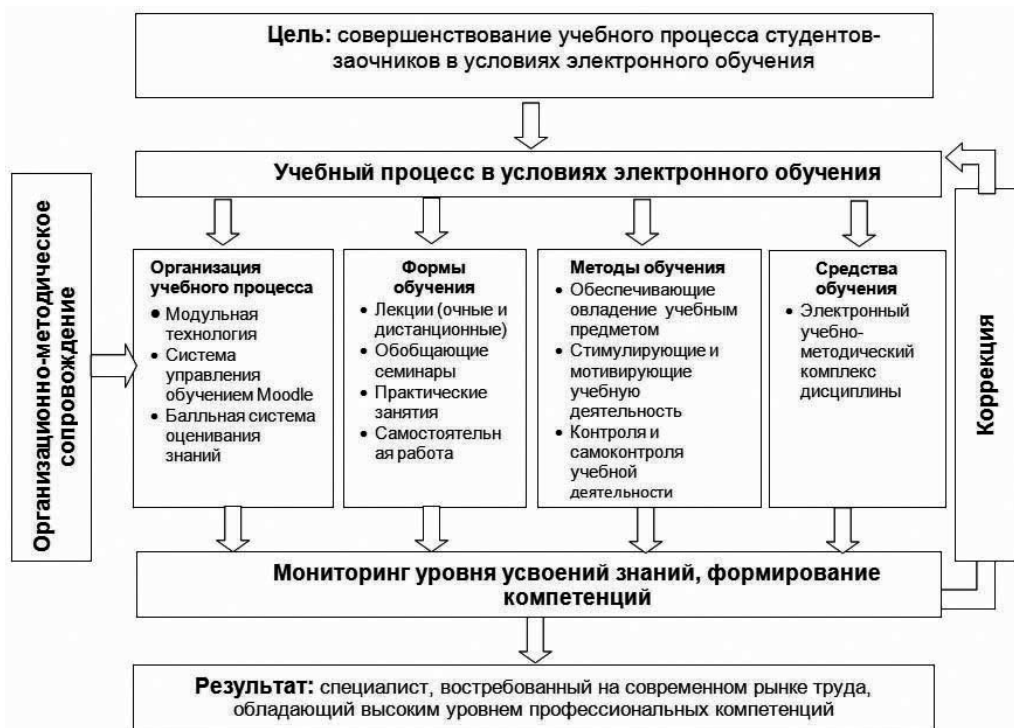 Цель: совершенствование учебного процесса студентов-
заочников в условиях электронного обучения
Учебный процесс в условиях электронного обучения
Организационно-методическое
сопровождение
Организация
учебного процесса
• Модульная
технология
• Система
управления
обучением Moodle
• Балльная система
оценивания
знаний
Формы
обучения
• Лекции (очные и
дистанционные)
• Обобщающие
семинары
• Практические
занятия
• Самостоятельн
ая работа
Методы обучения
• Обеспечивающие
овладение учебным
предметом
• Стимулирующие и
мотивирующие
учебную
деятельность
• Контроля и
самоконтроля
учебной
деятельности
Средства
обучения
• Электронный
учебно-
методический
комплекс
дисциплины
Коррекция
Мониторинг уровня усвоений знаний, формирование
компетенций
Результат: специалист, востребованный на современном рынке труда,
обладающий высоким уровнем профессиональных компетенций